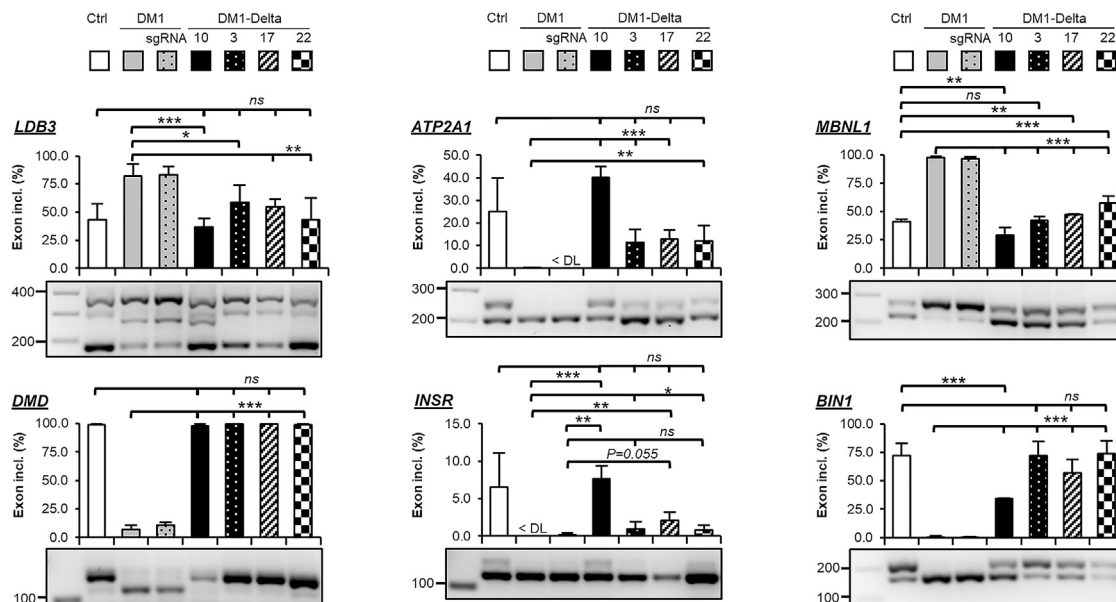 Ctrl DM1 DM1-Delta
sgRNA 10 3 17 22
Ctrl DM1 DM1-Delta
sgRNA 10 3 17 22
Ctrl DM1 DM1-Delta
sgRNA 10 3 17 22
LDB3
ns
***
*
**
Exon incl. (%)
100.0
75.0
50.0
25.0
0.0
400
200
ATP2A1
ns
***
**
Exon incl. (%)
50.0
40.0
30.0
20.0
10.0
0.0
< DL
300
200
MBNL1
**
ns
**
***
***
Exon incl. (%)
100.0
75.0
50.0
25.0
0.0
300
200
DMD
ns
***
Exon incl. (%)
100
75
50
25
0
100
INSR
ns
***
*
**
**
ns
P=0.055
Exon incl. (%)
15.0
10.0
5.0
0.0
< DL
100
BIN1
***
ns
***
Exon incl. (%)
100.0
75.0
50.0
25.0
0.0
200
100